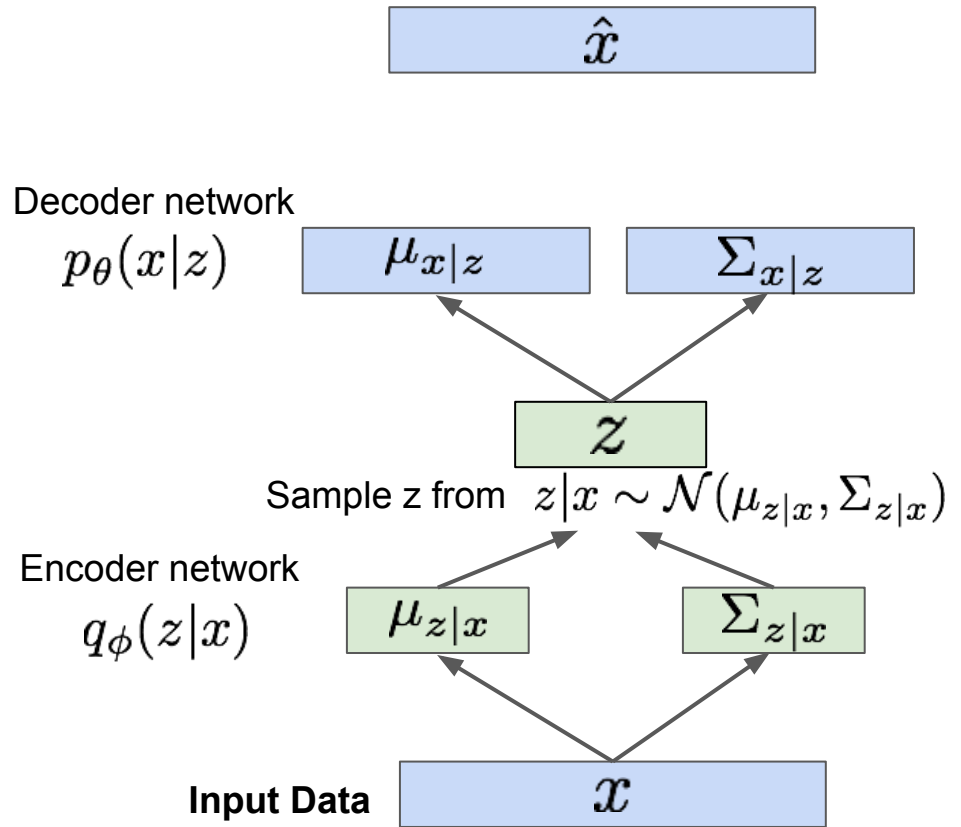 x̂
Decoder network
p_θ(x|z)
μ_{x|z}
Σ_{x|z}
z
Sample z from z|x ∼ 𝒩(μ_{z|x}, Σ_{z|x})
Encoder network
q_ϕ(z|x)
μ_{z|x}
Σ_{z|x}
Input Data
x